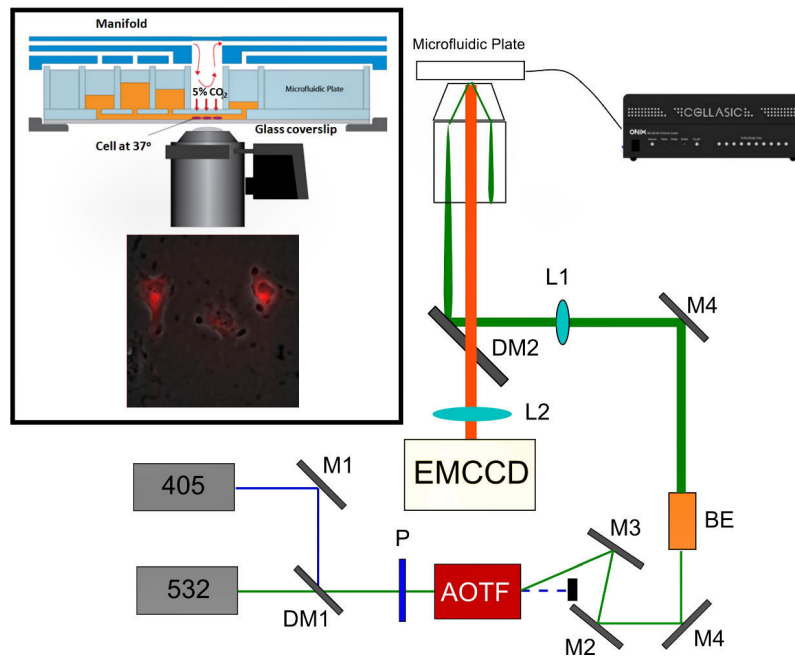 Manifold
5% CO2
Microfluidic Plate
Cell at 37°
Glass coverslip
Microfluidic Plate
CELLASIC
ONIX
L1
M4
DM2
L2
EMCCD
M1
405
BE
M3
P
532
AOTF
DM1
M2
M4